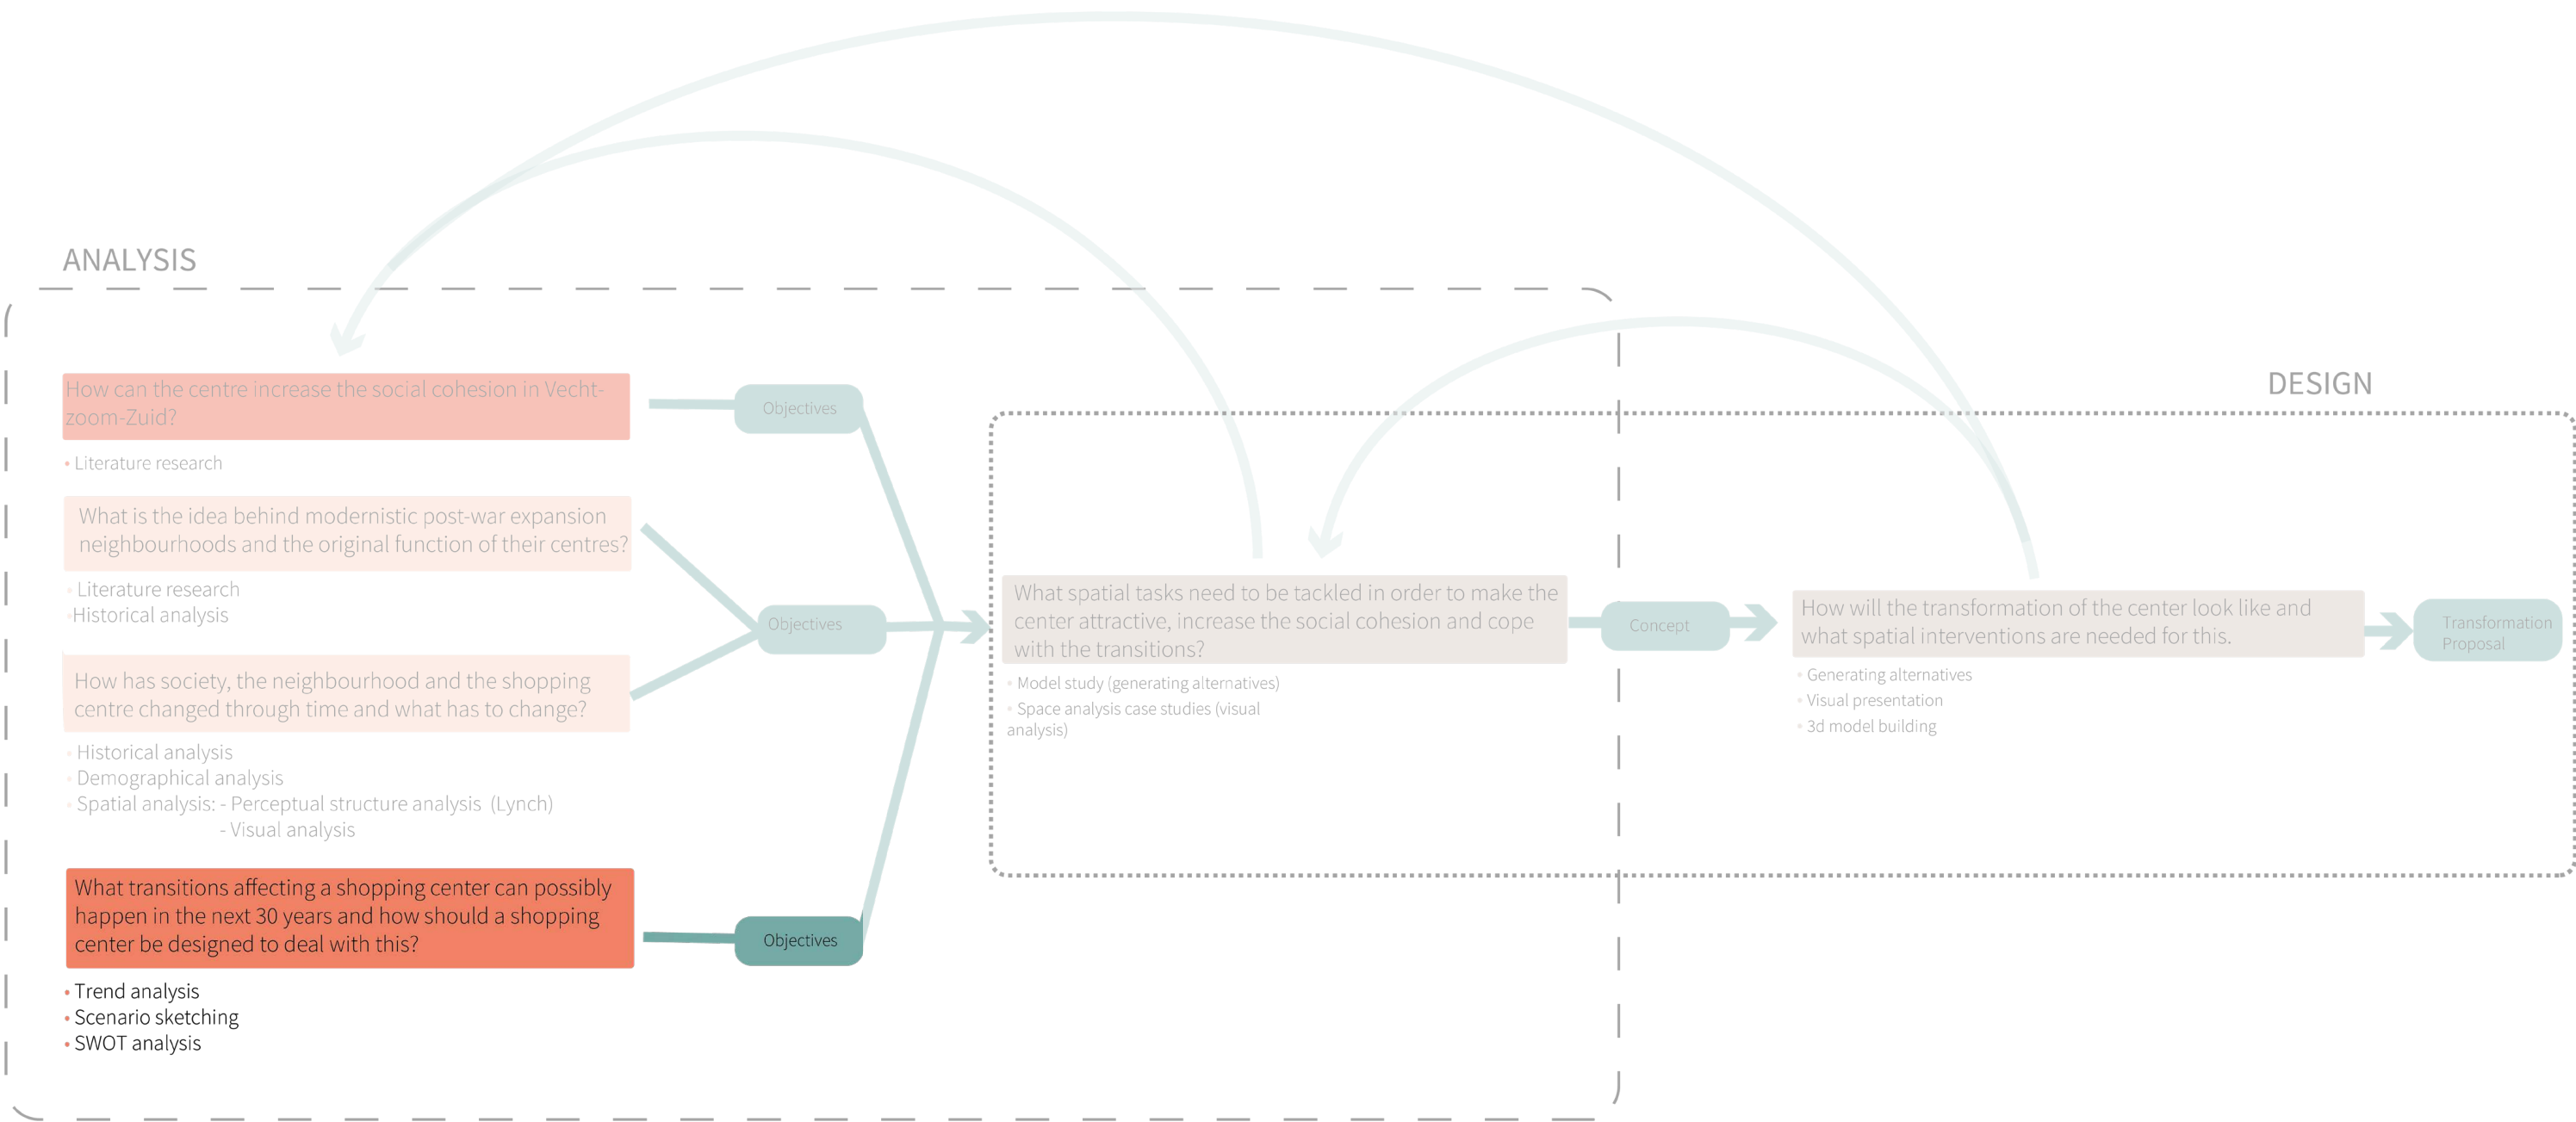 ANALYSIS
How can the centre increase the social cohesion in Vecht-
zoom-Zuid?
• Literature research
Objectives
What is the idea behind modernistic post-war expansion
neighbourhoods and the original function of their centres?
• Literature research
•Historical analysis
Objectives
How has society, the neighbourhood and the shopping
centre changed through time and what has to change?
• Historical analysis
• Demographical analysis
• Spatial analysis: - Perceptual structure analysis (Lynch)
- Visual analysis
What transitions affecting a shopping center can possibly
happen in the next 30 years and how should a shopping
center be designed to deal with this?
• Trend analysis
• Scenario sketching
• SWOT analysis
Objectives
DESIGN
What spatial tasks need to be tackled in order to make the
center attractive, increase the social cohesion and cope
with the transitions?
• Model study (generating alternatives)
• Space analysis case studies (visual
analysis)
Concept
How will the transformation of the center look like and
what spatial interventions are needed for this.
• Generating alternatives
• Visual presentation
• 3d model building
Transformation
Proposal